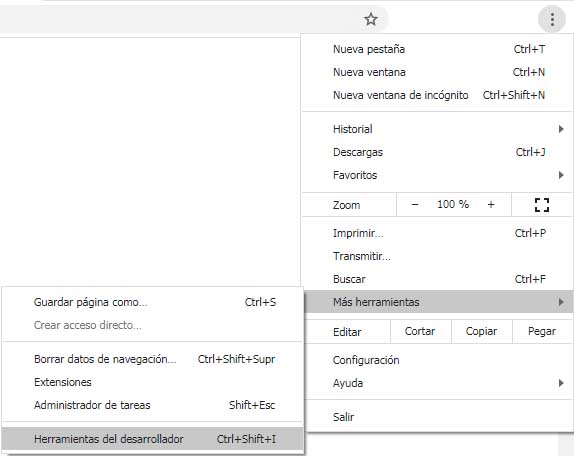 Nueva pestaña Ctrl+T
Nueva ventana Ctrl+N
Nueva ventana de incógnito Ctrl+Shift+N
Historial
Descargas Ctrl+J
Favoritos
Zoom − 100 % +
Imprimir... Ctrl+P
Transmitir...
Buscar Ctrl+F
Más herramientas
Editar Cortar Copiar Pegar
Configuración
Ayuda
Salir
Guardar página como... Ctrl+S
Crear acceso directo...
Borrar datos de navegación... Ctrl+Shift+Supr
Extensiones
Administrador de tareas Shift+Esc
Herramientas del desarrollador Ctrl+Shift+I